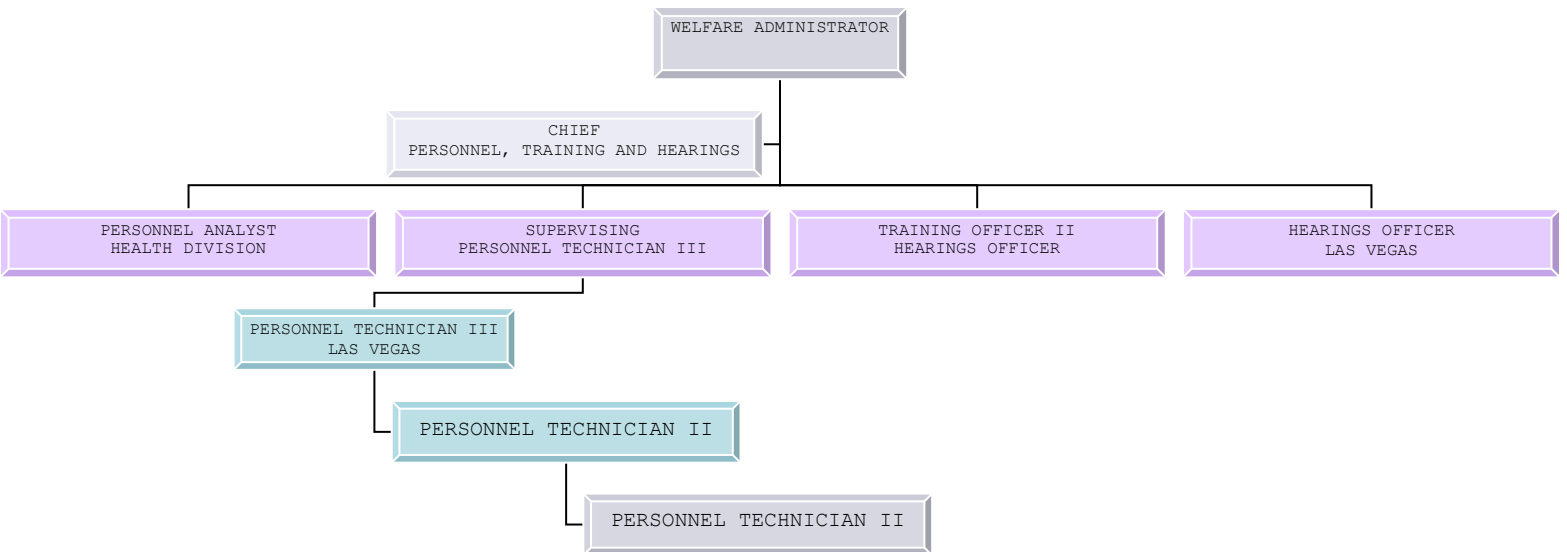 WELFARE ADMINISTRATOR
CHIEF
PERSONNEL, TRAINING AND HEARINGS
PERSONNEL ANALYST
HEALTH DIVISION
SUPERVISING
PERSONNEL TECHNICIAN III
TRAINING OFFICER II
HEARINGS OFFICER
HEARINGS OFFICER
LAS VEGAS
PERSONNEL TECHNICIAN III
LAS VEGAS
PERSONNEL TECHNICIAN II
PERSONNEL TECHNICIAN II